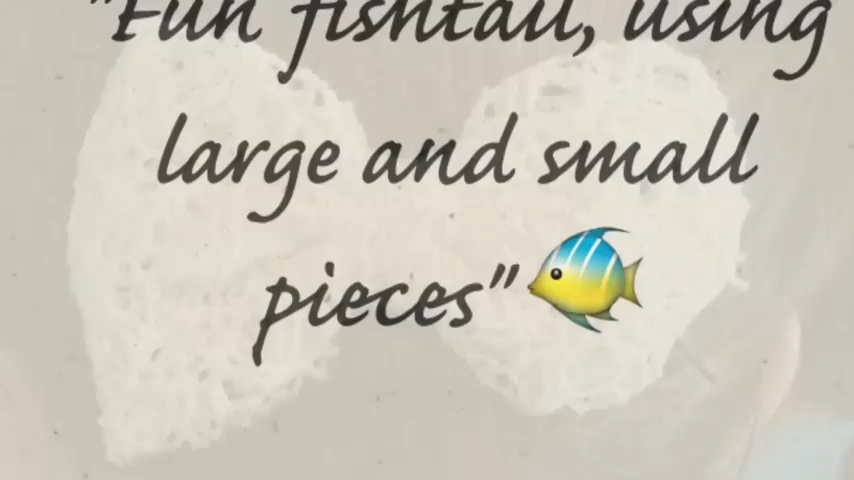 "Fun fishtail, using
large and small
pieces"🐠